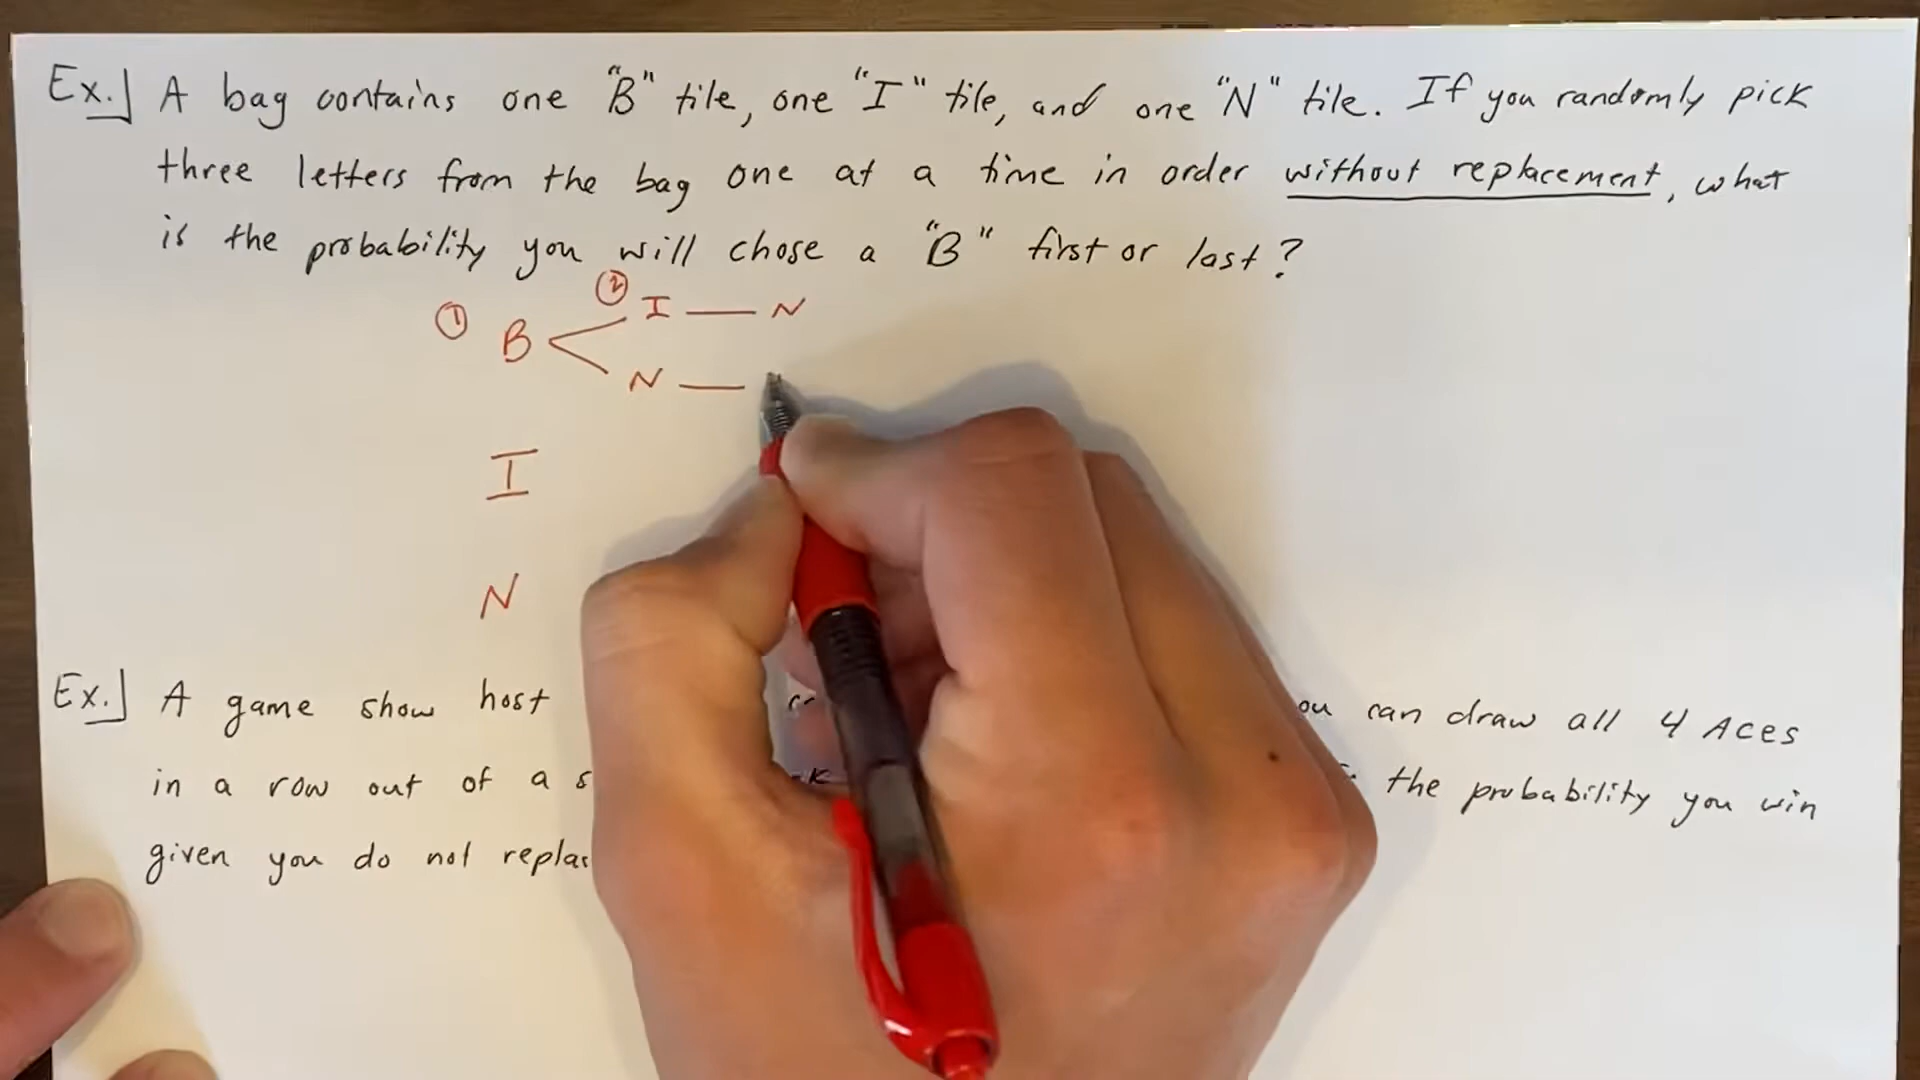 Ex.] A bag contains one "B" tile, one "I" tile, and one "N" tile. If you randomly pick
three letters from the bag one at a time in order without replacement, what
is the probability you will chose a "B" first or last?
① B ② I — N
N —
I
N
Ex.] A game show host can draw all 4 Aces
in a row out of a the probability you win
given you do not